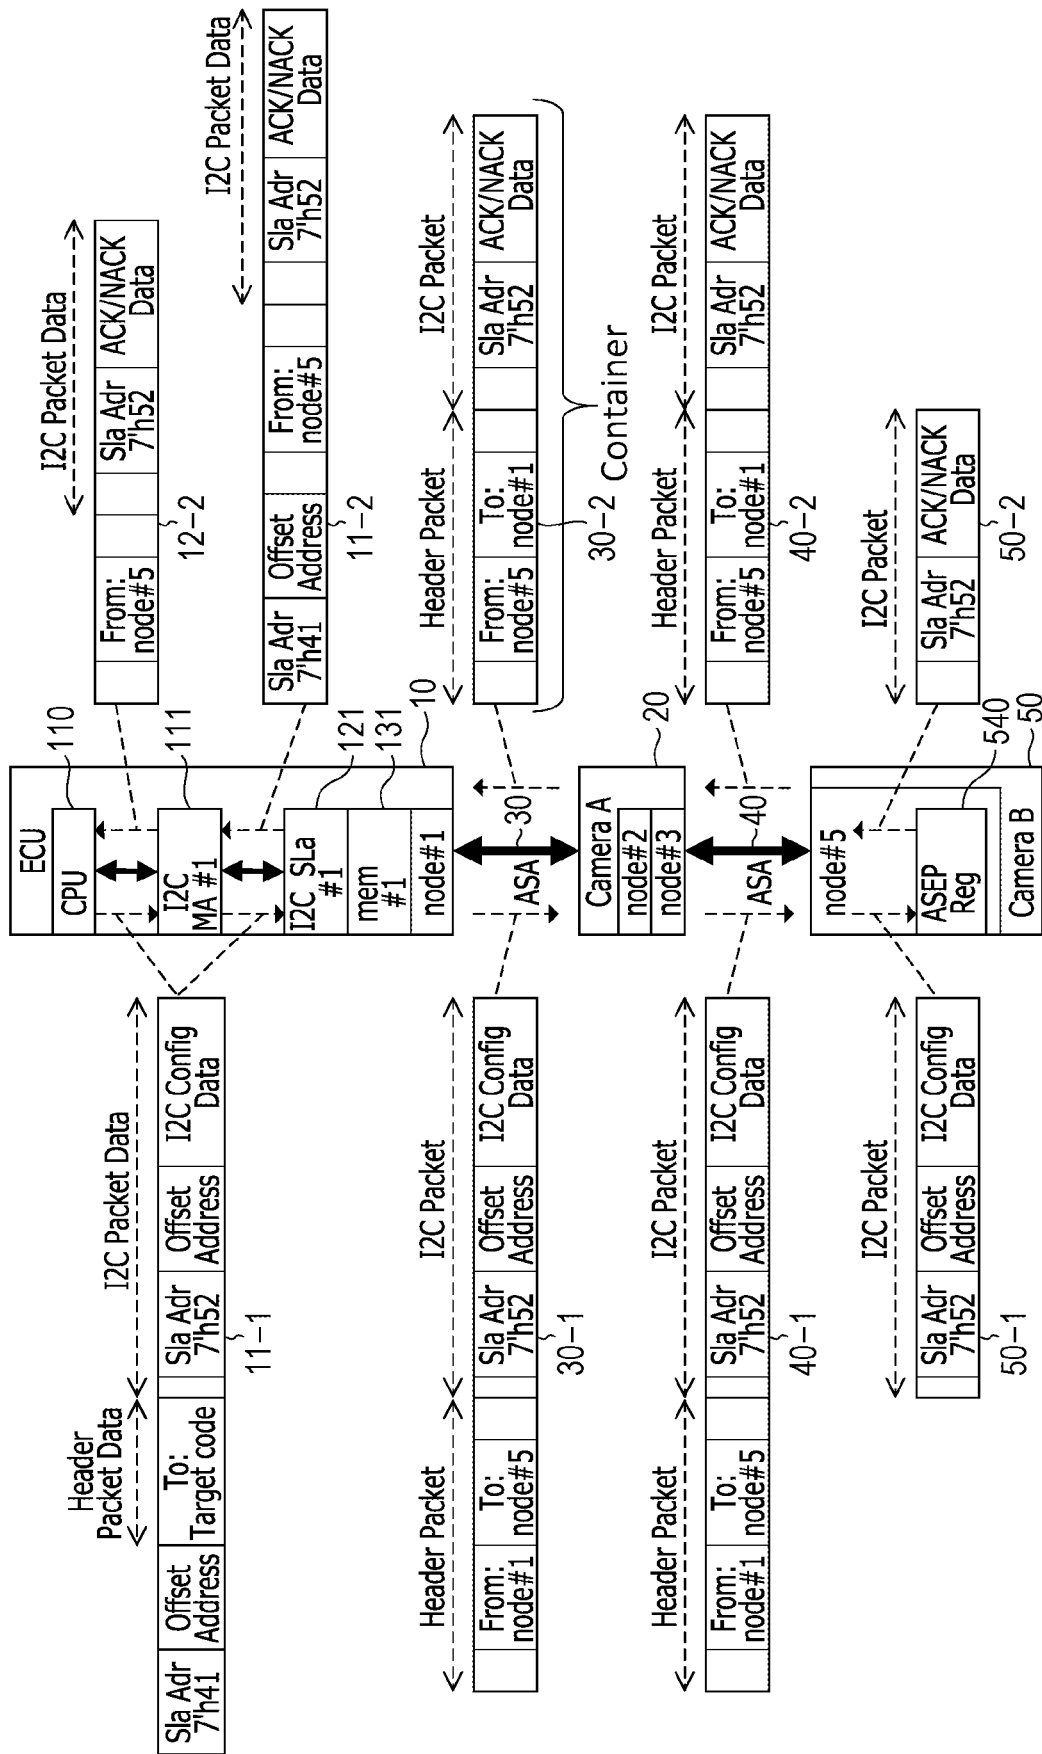 Header
Packet Data
I2C Packet Data
Sla Adr
7'h41
Offset
Address
To:
Target code
Sla Adr
7'h52
Offset
Address
I2C Config
Data
11-1
Header Packet
I2C Packet
From:
node#1
To:
node#5
Sla Adr
7'h52
Offset
Address
I2C Config
Data
30-1
Header Packet
I2C Packet
From:
node#1
To:
node#5
Sla Adr
7'h52
Offset
Address
I2C Config
Data
40-1
I2C Packet
Sla Adr
7'h52
Offset
Address
I2C Config
Data
50-1
ECU
CPU
110
I2C
MA #1
111
I2C SLa
#1
121
mem
#1
131
node#1
10
ASA
30
Camera A
node#2
node#3
20
ASA
40
node#5
ASEP
Reg
540
Camera B
50
I2C Packet Data
From:
node#5
Sla Adr
7'h52
ACK/NACK
Data
12-2
I2C Packet Data
Sla Adr
7'h41
Offset
Address
From:
node#5
Sla Adr
7'h52
ACK/NACK
Data
11-2
Header Packet
I2C Packet
From:
node#5
To:
node#1
Sla Adr
7'h52
ACK/NACK
Data
30-2
Container
Header Packet
I2C Packet
From:
node#5
To:
node#1
Sla Adr
7'h52
ACK/NACK
Data
40-2
I2C Packet
Sla Adr
7'h52
ACK/NACK
Data
50-2